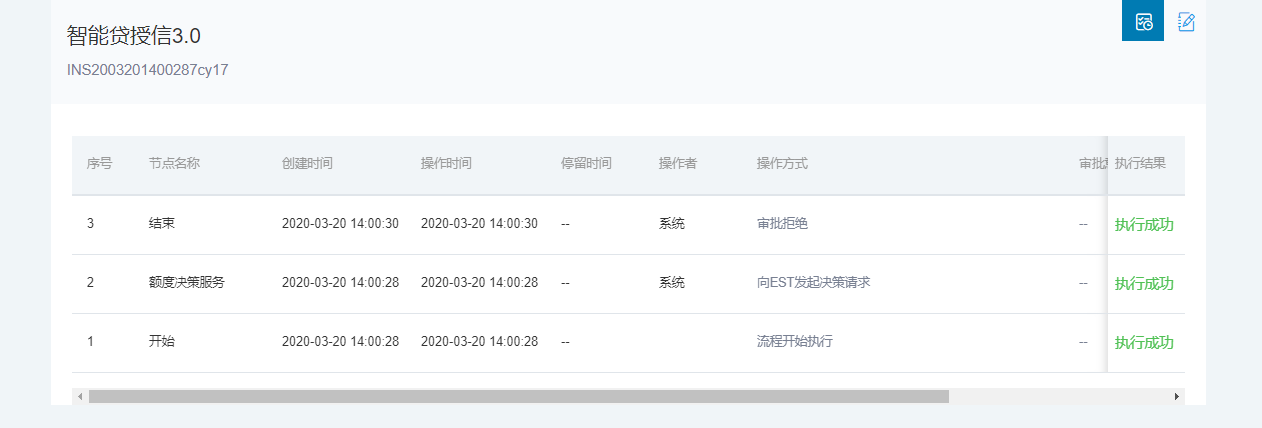 智能贷授信3.0
INS2003201400287cy17
序号 节点名称 创建时间 操作时间 停留时间 操作者 操作方式 审批 执行结果
3 结束 2020-03-20 14:00:30 2020-03-20 14:00:30 -- 系统 审批拒绝 -- 执行成功
2 额度决策服务 2020-03-20 14:00:28 2020-03-20 14:00:28 -- 系统 向EST发起决策请求 -- 执行成功
1 开始 2020-03-20 14:00:28 2020-03-20 14:00:28 -- 流程开始执行 -- 执行成功